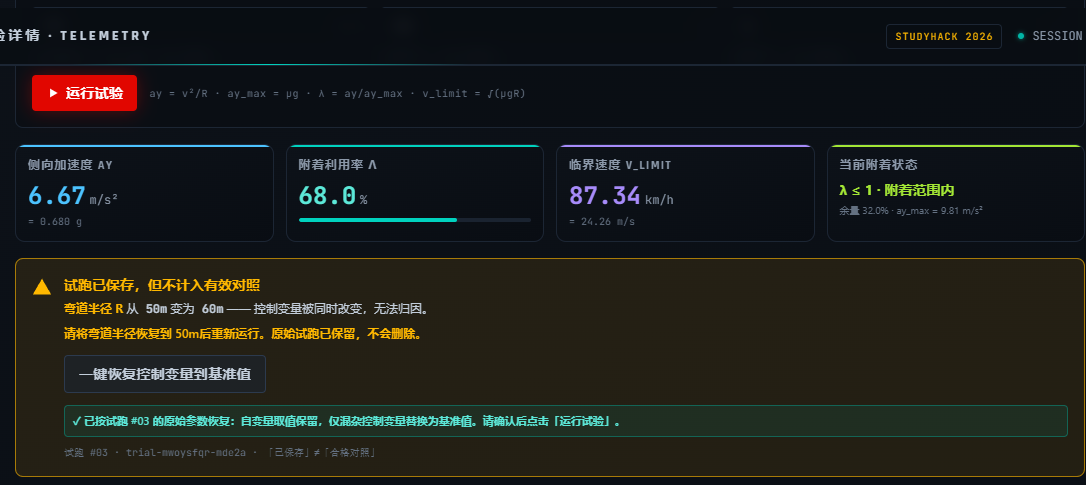 验详情 · TELEMETRY
STUDYHACK 2026
SESSION
▶ 运行试验
ay = v²/R · ay_max = μg · λ = ay/ay_max · v_limit = √(μgR)
侧向加速度 AY
6.67 m/s²
= 0.680 g
附着利用率 Λ
68.0 %
临界速度 V_LIMIT
87.34 km/h
= 24.26 m/s
当前附着状态
λ ≤ 1 · 附着范围内
余量 32.0% · ay_max = 9.81 m/s²
试跑已保存，但不计入有效对照
弯道半径 R 从 50m 变为 60m —— 控制变量被同时改变，无法归因。
请将弯道半径恢复到 50m后重新运行。原始试跑已保留，不会删除。
一键恢复控制变量到基准值
✓ 已按试跑 #03 的原始参数恢复：自变量取值保留，仅混杂控制变量替换为基准值。请确认后点击「运行试验」。
试跑 #03 · trial-mwoysfqr-mde2a · 「已保存」≠「合格对照」